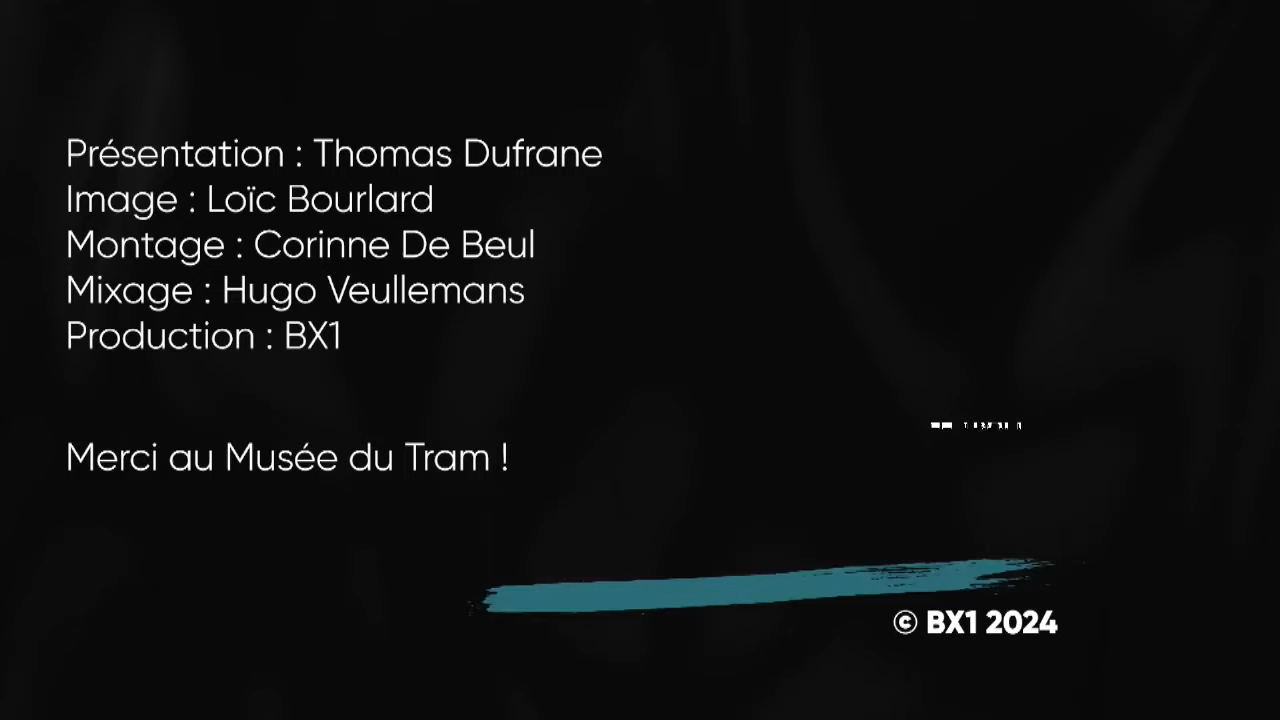 Présentation : Thomas Dufrane
Image : Loïc Bourlard
Montage : Corinne De Beul
Mixage : Hugo Veullemans
Production : BX1
Merci au Musée du Tram !
© BX1 2024